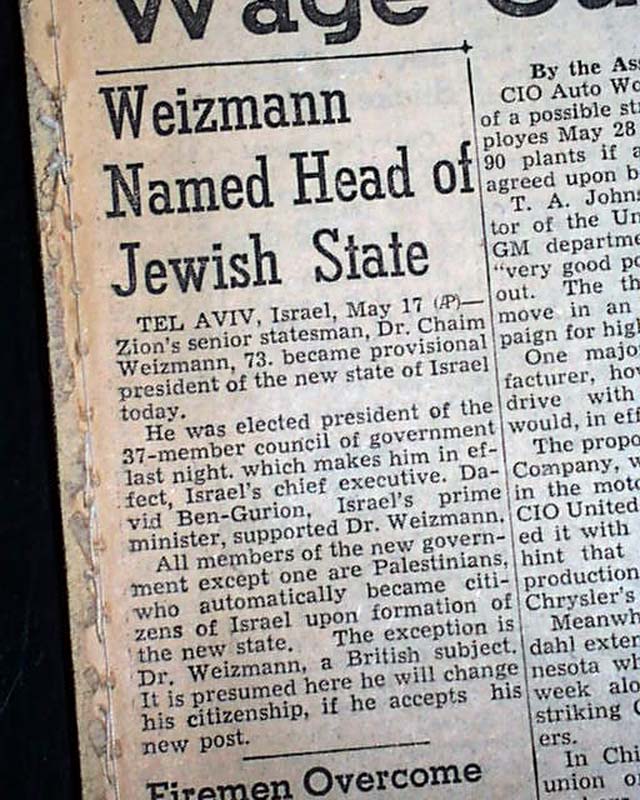 Wage
Weizmann
Named Head of
Jewish State
TEL AVIV, Israel, May 17 (AP)—
Zion's senior statesman, Dr. Chaim
Weizmann, 73. became provisional
president of the new state of Israel
today.
He was elected president of the
37-member council of government
last night. which makes him in ef-
fect, Israel's chief executive. Da-
vid Ben-Gurion, Israel's prime
minister, supported Dr. Weizmann.
All members of the new govern-
ment except one are Palestinians,
who automatically became citi-
zens of Israel upon formation of
the new state. The exception is
Dr. Weizmann, a British subject.
It is presumed here he will change
his citizenship, if he accepts his
new post.
Firemen Overcome
By the
CIO Auto
of a possible
ployes May 28
90 plants if
agreed upon
T. A.
tor of the
GM
"very good
out. The
move in an
paign for
One
facturer,
drive with
would, in
The
Company,
in the
CIO United
ed it with
hint that
production
Chrysler's
dahl
nesota
week
striking
ers.
In
union